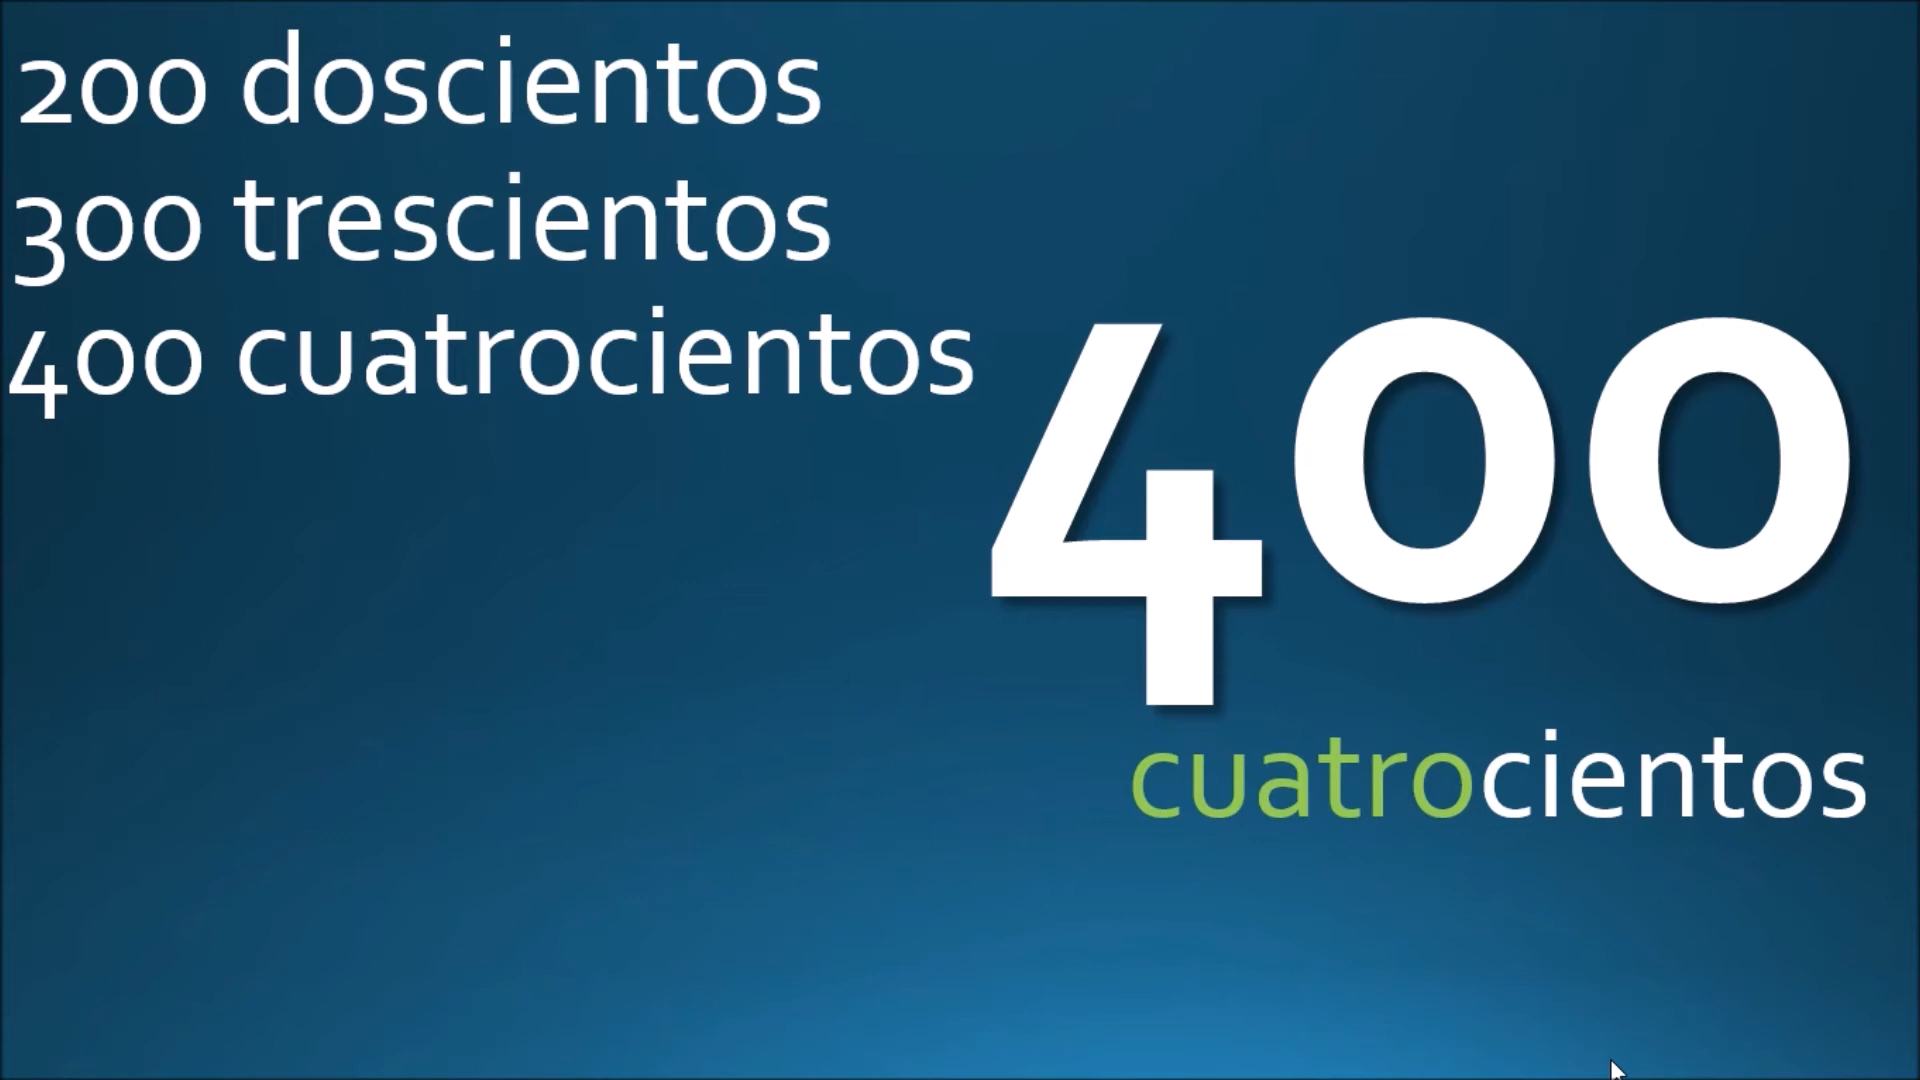 200 doscientos
300 trescientos
400 cuatrocientos
400
cuatrocientos